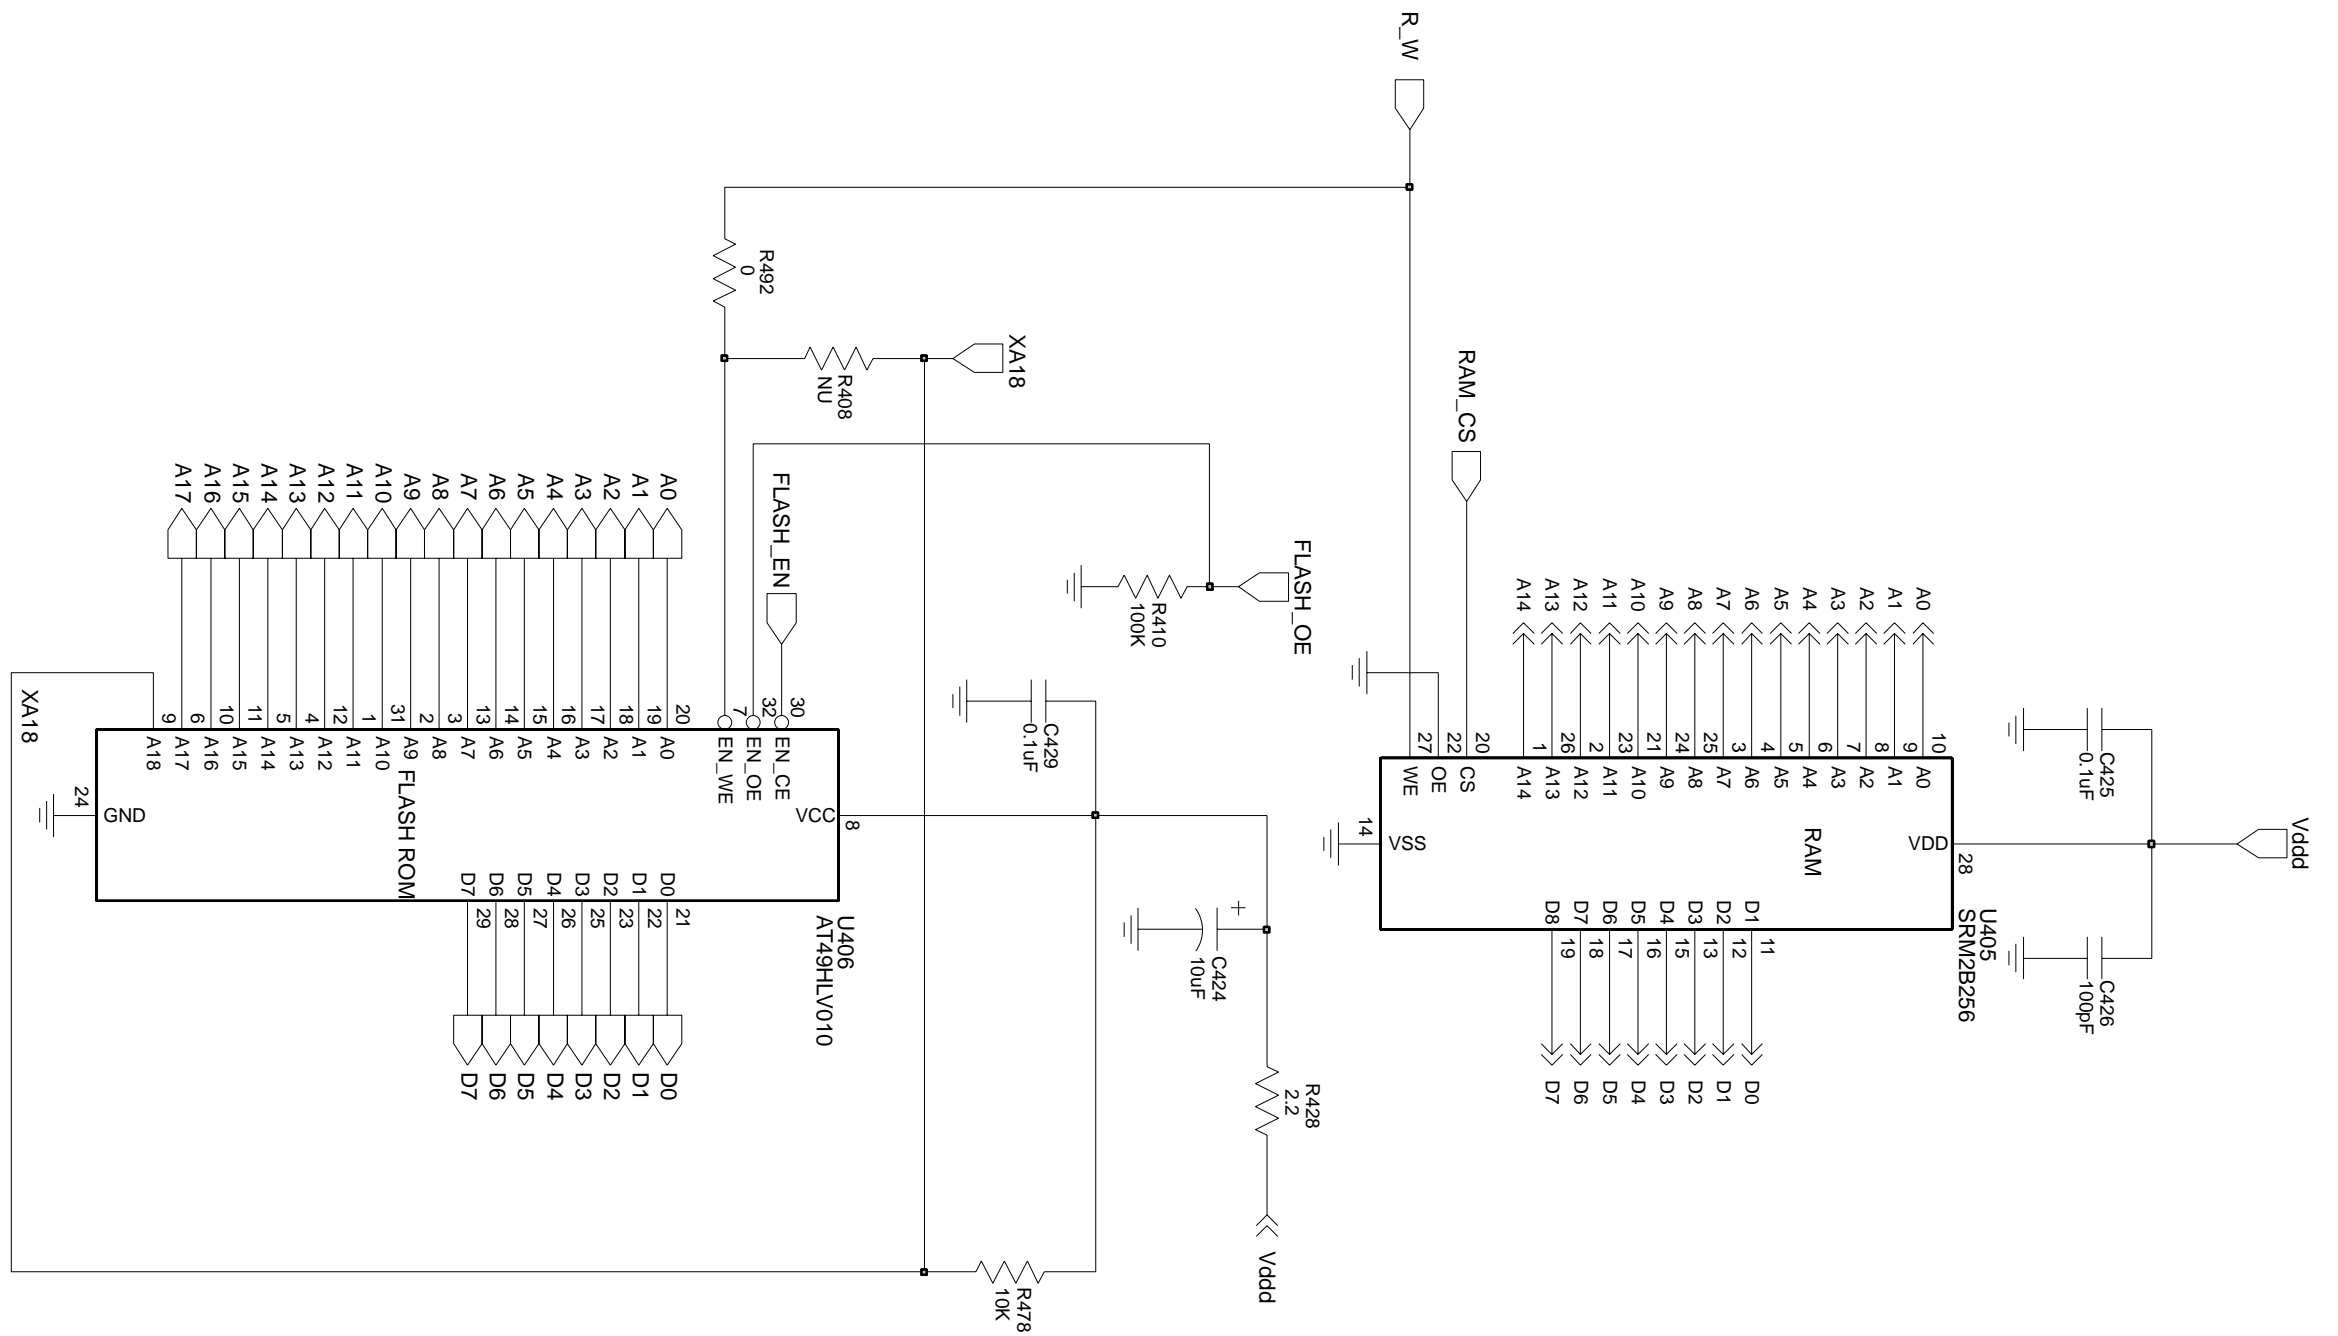 Vddd
C425
0.1uF
C426
100pF
U405
SRM2B256
RAM
VDD
28
A0 10 A0
A1 9 A1
A2 8 A2
A3 7 A3
A4 6 A4
A5 5 A5
A6 4 A6
A7 3 A7
A8 25 A8
A9 24 A9
A10 21 A10
A11 23 A11
A12 2 A12
A13 26 A13
A14 1 A14
D1 11 D0
D2 12 D1
D3 13 D2
D4 15 D3
D5 16 D4
D6 17 D5
D7 18 D6
D8 19 D7
RAM_CS
20 CS
22 OE
R_W
27 WE
14 VSS
FLASH_OE
R410
100K
R428
2.2
Vddd
+
C424
10uF
C429
0.1uF
R478
10K
XA18
R408
NU
R492
0
U406
AT49HLV010
FLASH ROM
VCC
8
FLASH_EN
30 EN_CE
32 EN_OE
7 EN_WE
A0 20 A0
A1 19 A1
A2 18 A2
A3 17 A3
A4 16 A4
A5 15 A5
A6 14 A6
A7 13 A7
A8 3 A8
A9 2 A9
A10 31 A10
A11 1 A11
A12 12 A12
A13 4 A13
A14 5 A14
A15 11 A15
A16 10 A16
A17 6 A17
9 A18
D0 21 D0
D1 22 D1
D2 23 D2
D3 25 D3
D4 26 D4
D5 27 D5
D6 28 D6
D7 29 D7
24 GND
XA18